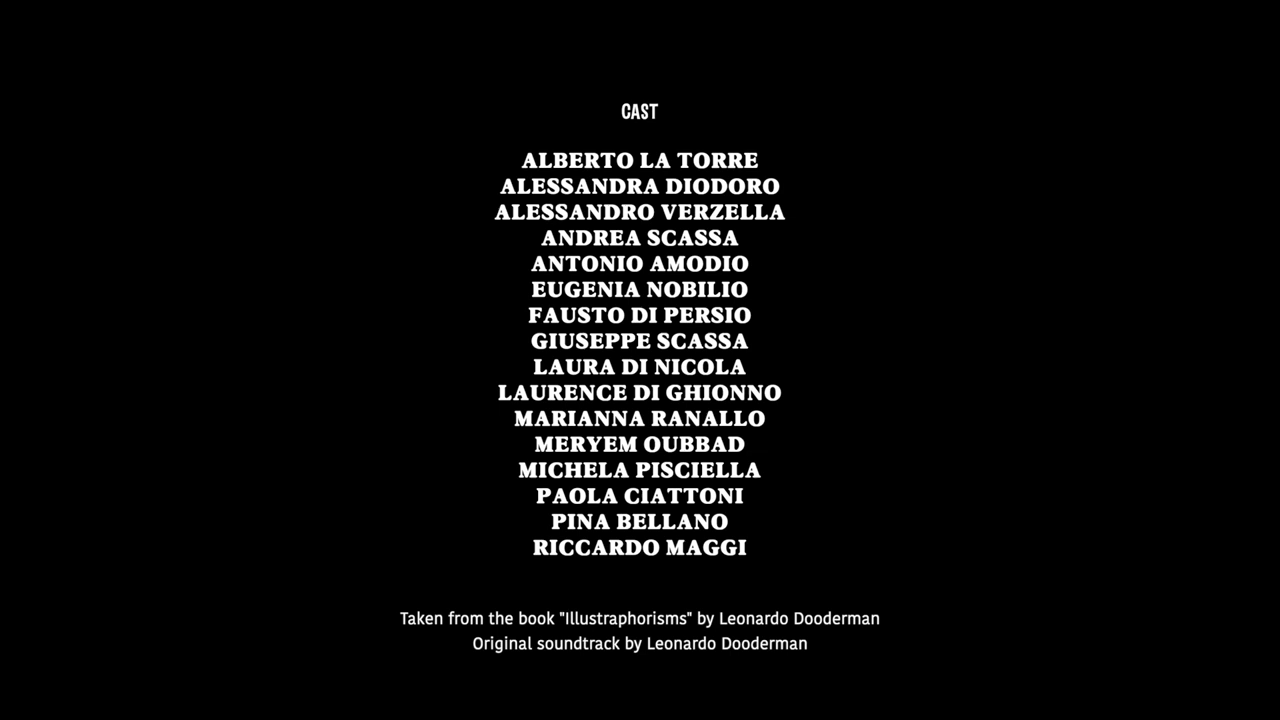 CAST
ALBERTO LA TORRE
ALESSANDRA DIODORO
ALESSANDRO VERZELLA
ANDREA SCASSA
ANTONIO AMODIO
EUGENIA NOBILIO
FAUSTO DI PERSIO
GIUSEPPE SCASSA
LAURA DI NICOLA
LAURENCE DI GHIONNO
MARIANNA RANALLO
MERYEM OUBBAD
MICHELA PISCIELLA
PAOLA CIATTONI
PINA BELLANO
RICCARDO MAGGI
Taken from the book "Illustraphorisms" by Leonardo Dooderman
Original soundtrack by Leonardo Dooderman